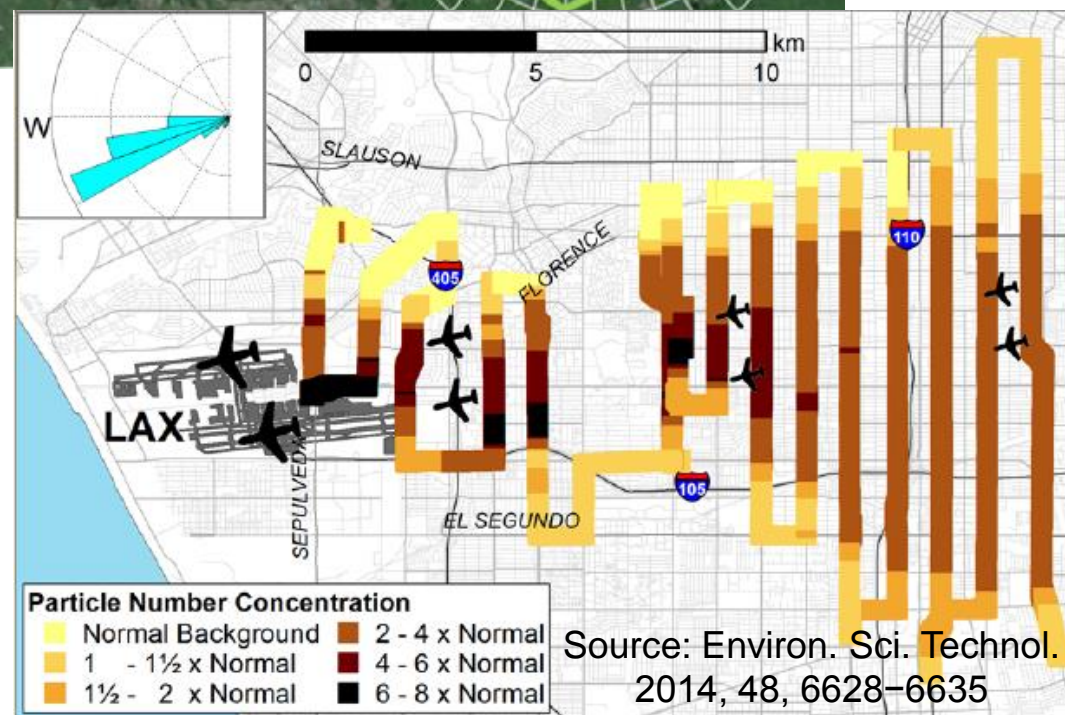 km
0 5 10
W
SLAUSON
FLORENCE
405
110
LAX
SEPULVEDA
105
EL SEGUNDO
Particle Number Concentration
Normal Background
1 - 1½ x Normal
1½ - 2 x Normal
2 - 4 x Normal
4 - 6 x Normal
6 - 8 x Normal
Source: Environ. Sci. Technol.
2014, 48, 6628−6635